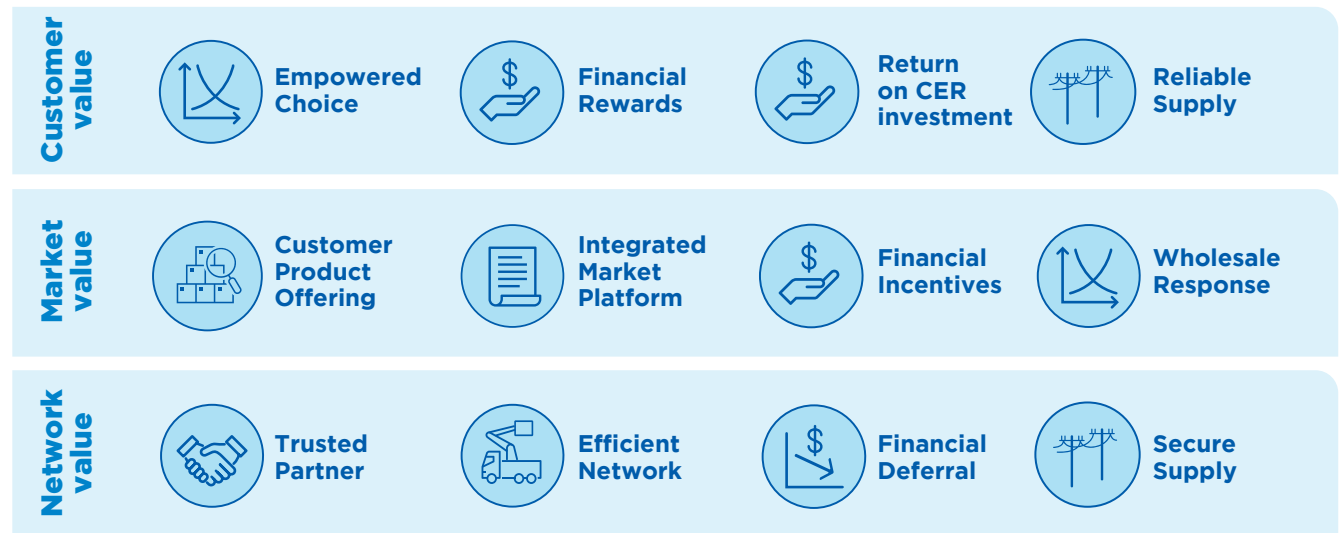 Customer
value
Empowered
Choice
$
Financial
Rewards
$
Return
on CER
investment
Reliable
Supply
Market
value
Customer
Product
Offering
Integrated
Market
Platform
$
Financial
Incentives
Wholesale
Response
Network
value
Trusted
Partner
Efficient
Network
$
Financial
Deferral
Secure
Supply